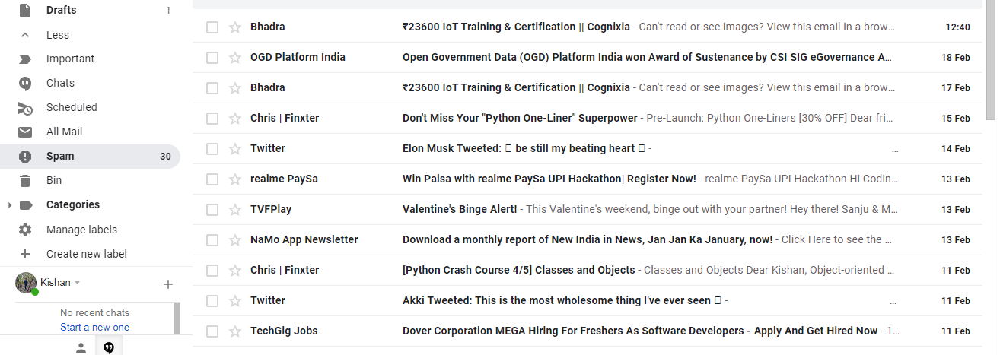 Drafts 1
Less
Important
Chats
Scheduled
All Mail
Spam 30
Bin
Categories
Manage labels
Create new label
Kishan
No recent chats
Start a new one
Bhadra ₹23600 IoT Training & Certification || Cognixia - Can't read or see images? View this email in a brow… 12:40
OGD Platform India Open Government Data (OGD) Platform India won Award of Sustenance by CSI SIG eGovernance A… 18 Feb
Bhadra ₹23600 IoT Training & Certification || Cognixia - Can't read or see images? View this email in a brow… 17 Feb
Chris | Finxter Don't Miss Your "Python One-Liner" Superpower - Pre-Launch: Python One-Liners [30% OFF] Dear fri… 15 Feb
Twitter Elon Musk Tweeted: ▯ be still my beating heart ▯ - … 14 Feb
realme PaySa Win Paisa with realme PaySa UPI Hackathon| Register Now! - realme PaySa UPI Hackathon Hi Codin… 13 Feb
TVFPlay Valentine's Binge Alert! - This Valentine's weekend, binge out with your partner! Hey there! Sanju & M… 13 Feb
NaMo App Newsletter Download a monthly report of New India in News, Jan Jan Ka January, now! - Click Here to see the … 13 Feb
Chris | Finxter [Python Crash Course 4/5] Classes and Objects - Classes and Objects Dear Kishan, Object-oriented … 11 Feb
Twitter Akki Tweeted: This is the most wholesome thing I've ever seen ▯ - … 11 Feb
TechGig Jobs Dover Corporation MEGA Hiring For Freshers As Software Developers - Apply And Get Hired Now - 1… 11 Feb